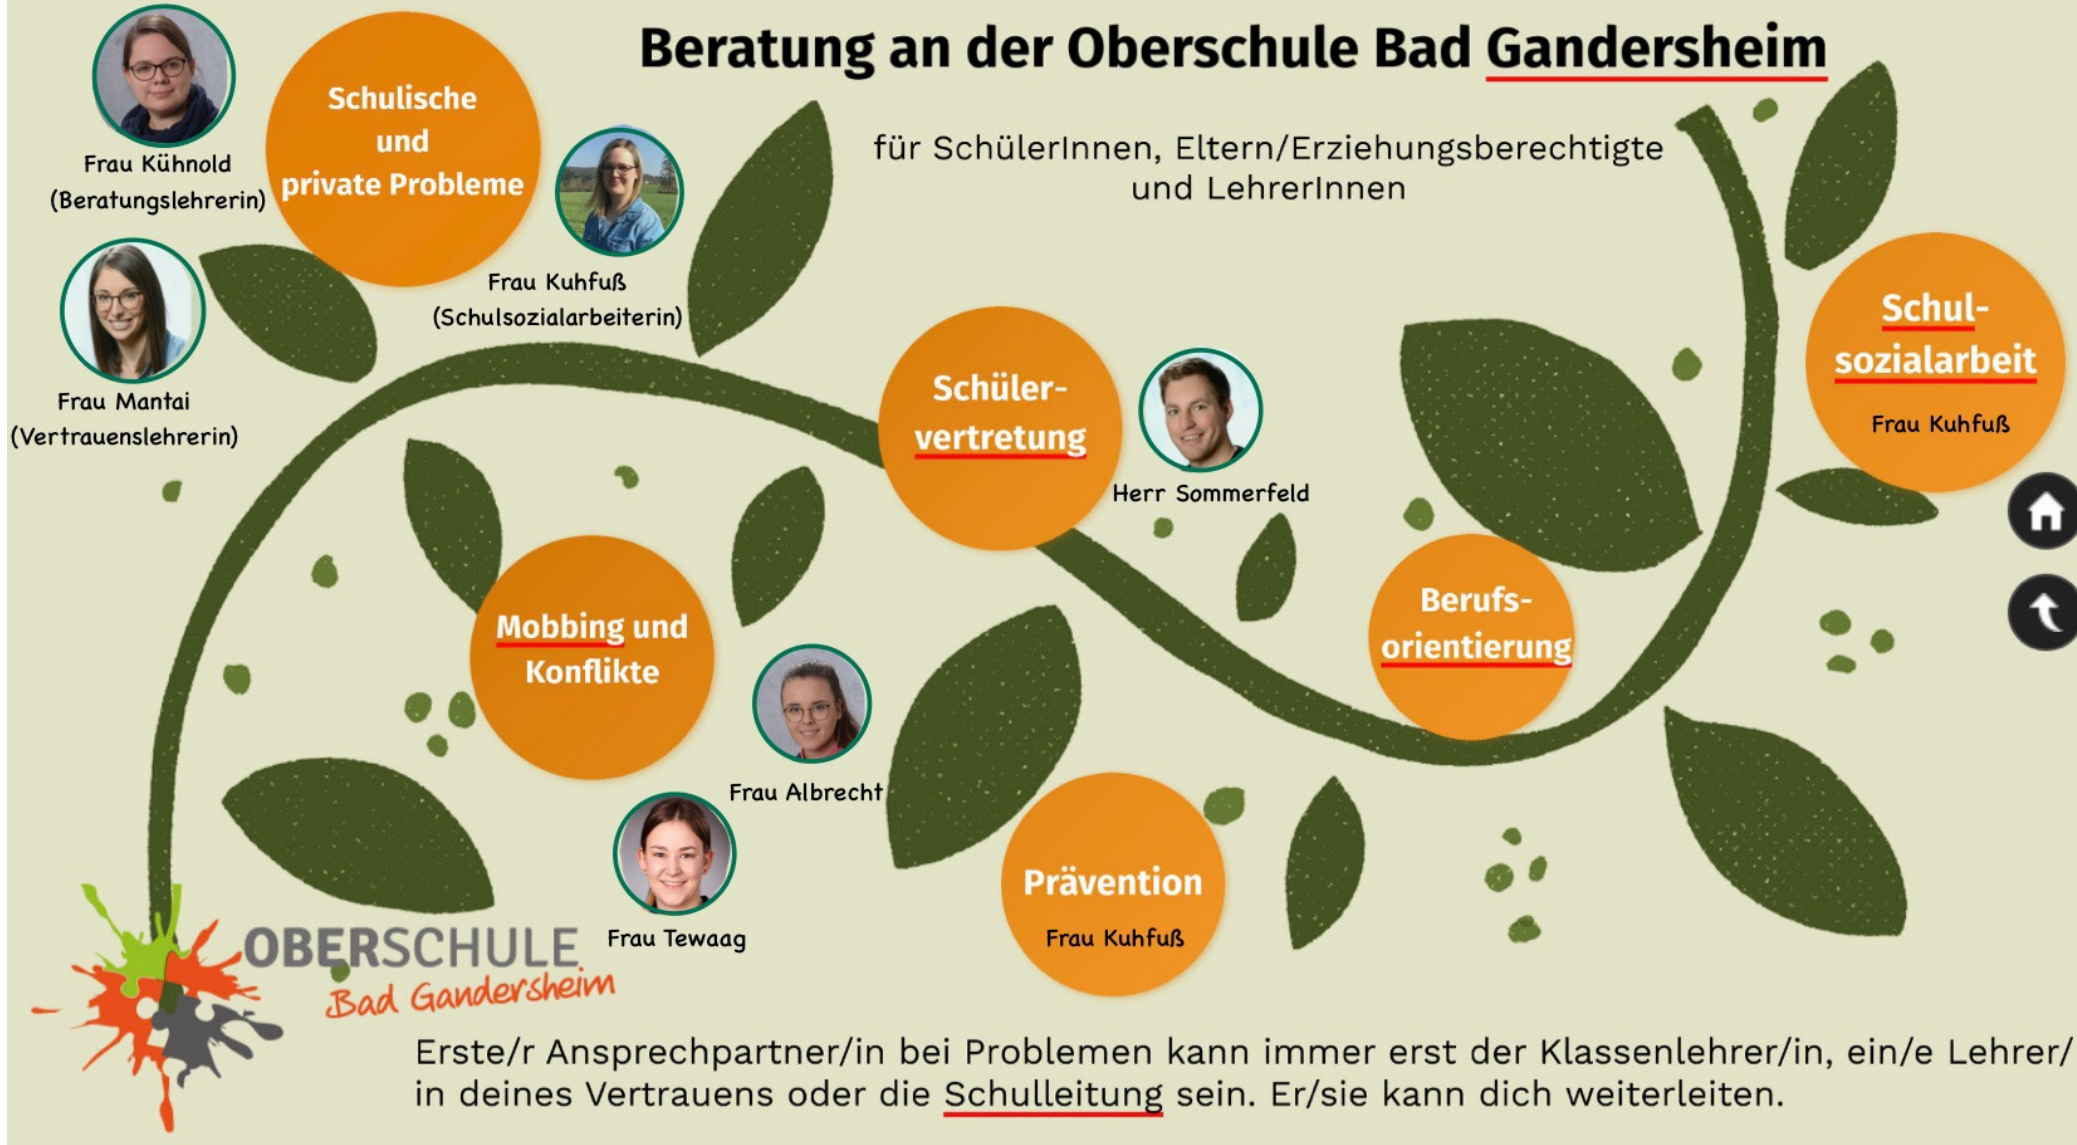 Beratung an der Oberschule Bad Gandersheim
für SchülerInnen, Eltern/Erziehungsberechtigte
und LehrerInnen
Schulische
und
private Probleme
Frau Kühnold
(Beratungslehrerin)
Frau Kuhfuß
(Schulsozialarbeiterin)
Frau Mantai
(Vertrauenslehrerin)
Schüler-
vertretung
Herr Sommerfeld
Schul-
sozialarbeit
Frau Kuhfuß
Mobbing und
Konflikte
Frau Albrecht
Frau Tewaag
Berufs-
orientierung
Prävention
Frau Kuhfuß
OBERSCHULE
Bad Gandersheim
Erste/r Ansprechpartner/in bei Problemen kann immer erst der Klassenlehrer/in, ein/e Lehrer/
in deines Vertrauens oder die Schulleitung sein. Er/sie kann dich weiterleiten.